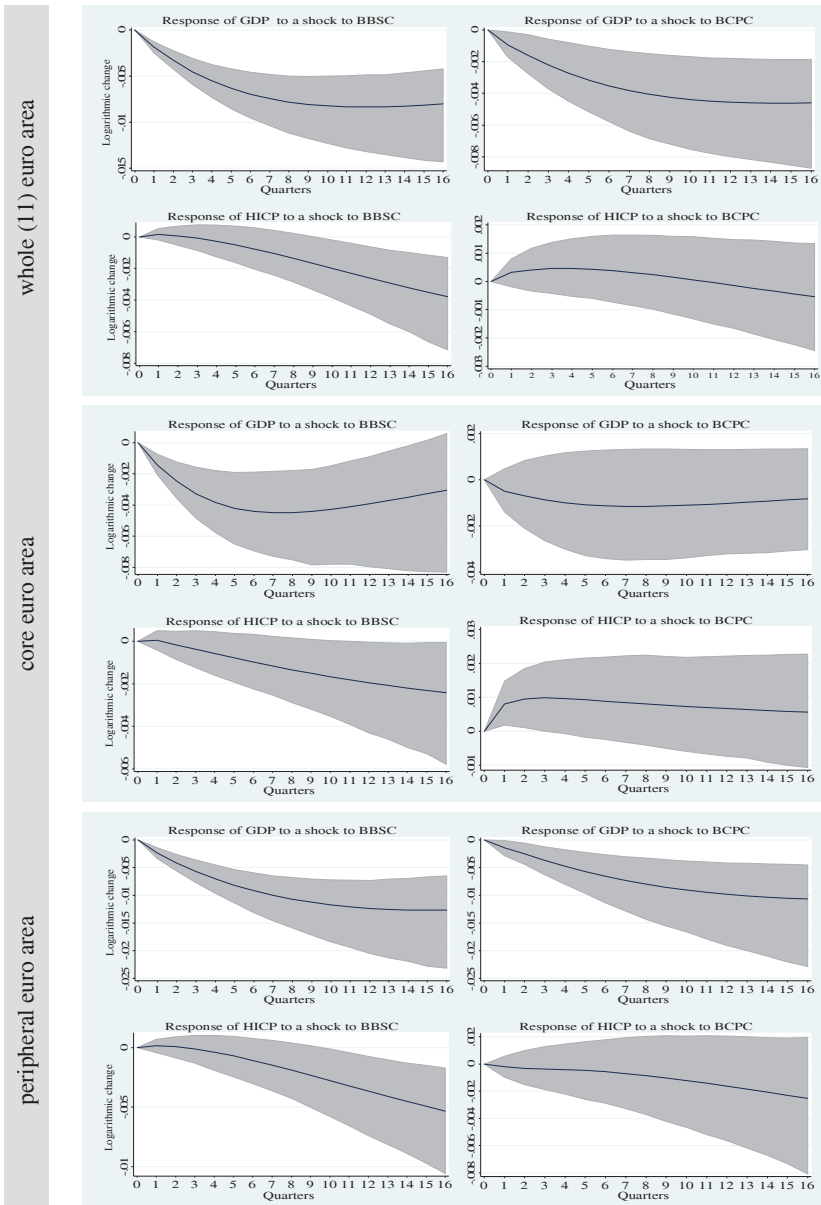 whole (11) euro area
Response of GDP to a shock to BBSC
Logarithmic change
0
-.005
-.01
-.015
0 1 2 3 4 5 6 7 8 9 10 11 12 13 14 15 16
Quarters
Response of GDP to a shock to BCPC
0
-.002
-.004
-.006
-.008
0 1 2 3 4 5 6 7 8 9 10 11 12 13 14 15 16
Quarters
Response of HICP to a shock to BBSC
Logarithmic change
0
-.002
-.004
-.006
-.008
0 1 2 3 4 5 6 7 8 9 10 11 12 13 14 15 16
Quarters
Response of HICP to a shock to BCPC
.002
.001
0
-.001
-.002
-.003
0 1 2 3 4 5 6 7 8 9 10 11 12 13 14 15 16
Quarters
core euro area
Response of GDP to a shock to BBSC
Logarithmic change
0
-.002
-.004
-.006
-.008
0 1 2 3 4 5 6 7 8 9 10 11 12 13 14 15 16
Quarters
Response of GDP to a shock to BCPC
.002
0
-.002
-.004
0 1 2 3 4 5 6 7 8 9 10 11 12 13 14 15 16
Quarters
Response of HICP to a shock to BBSC
Logarithmic change
0
-.002
-.004
-.006
0 1 2 3 4 5 6 7 8 9 10 11 12 13 14 15 16
Quarters
Response of HICP to a shock to BCPC
.003
.002
.001
0
-.001
0 1 2 3 4 5 6 7 8 9 10 11 12 13 14 15 16
Quarters
peripheral euro area
Response of GDP to a shock to BBSC
Logarithmic change
0
-.005
-.01
-.015
-.02
-.025
0 1 2 3 4 5 6 7 8 9 10 11 12 13 14 15 16
Quarters
Response of GDP to a shock to BCPC
0
-.005
-.01
-.015
-.02
-.025
0 1 2 3 4 5 6 7 8 9 10 11 12 13 14 15 16
Quarters
Response of HICP to a shock to BBSC
Logarithmic change
0
-.005
-.01
0 1 2 3 4 5 6 7 8 9 10 11 12 13 14 15 16
Quarters
Response of HICP to a shock to BCPC
.002
0
-.002
-.004
-.006
-.008
0 1 2 3 4 5 6 7 8 9 10 11 12 13 14 15 16
Quarters